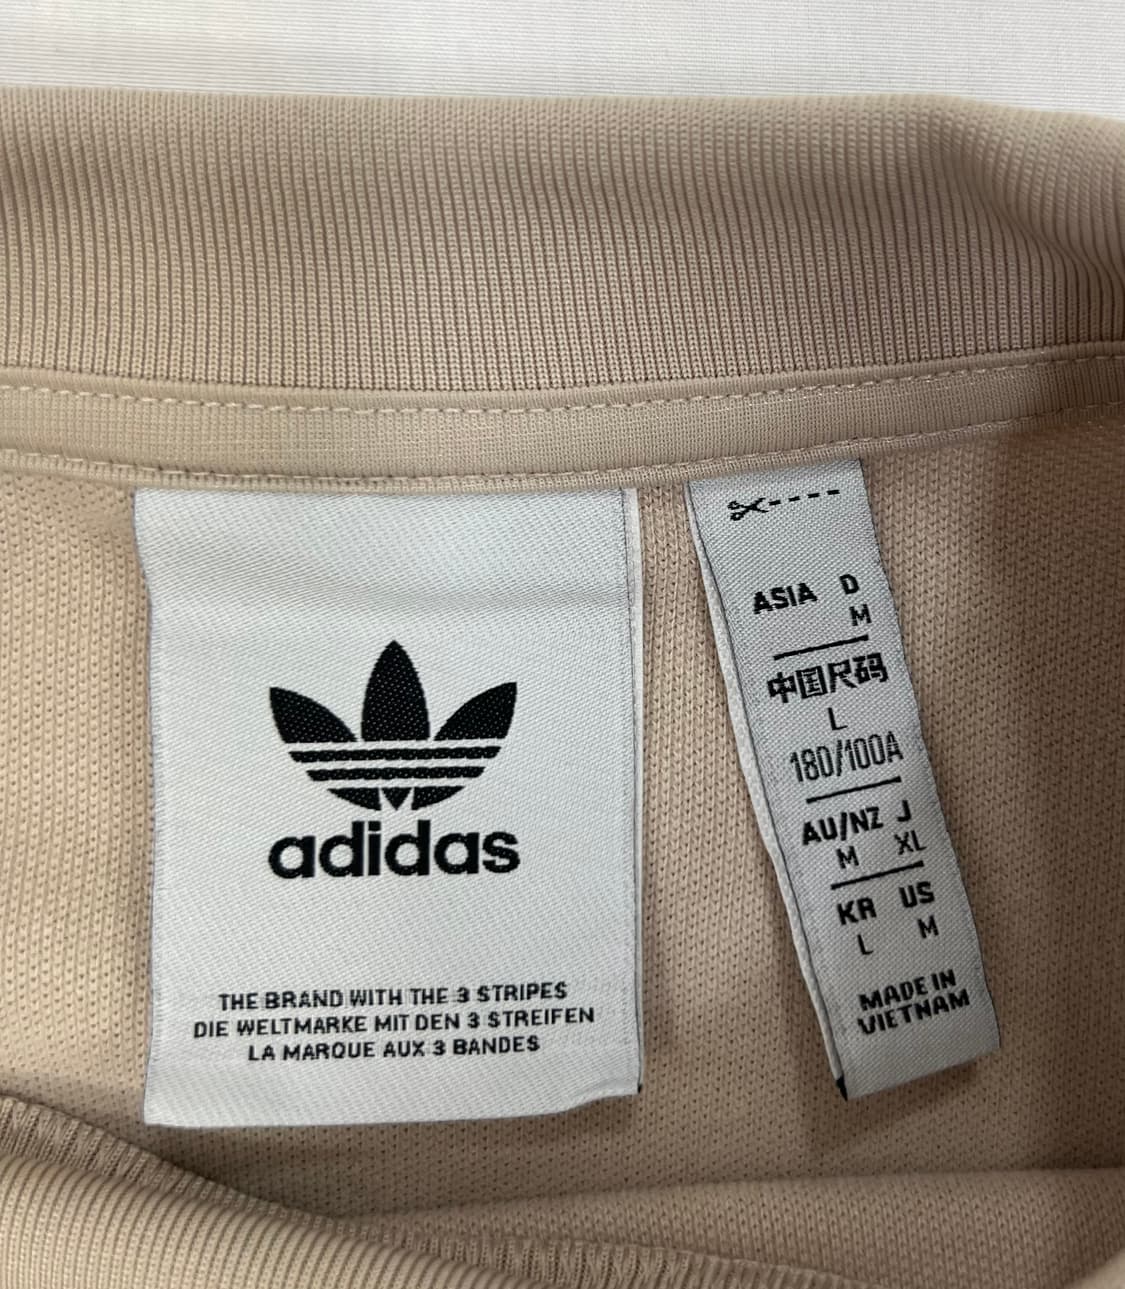 adidas
THE BRAND WITH THE 3 STRIPES
DIE WELTMARKE MIT DEN 3 STREIFEN
LA MARQUE AUX 3 BANDES
ASIA D
M
中国尺码
L
180/100A
AU/NZ J
M XL
KR US
L M
MADE IN
VIETNAM